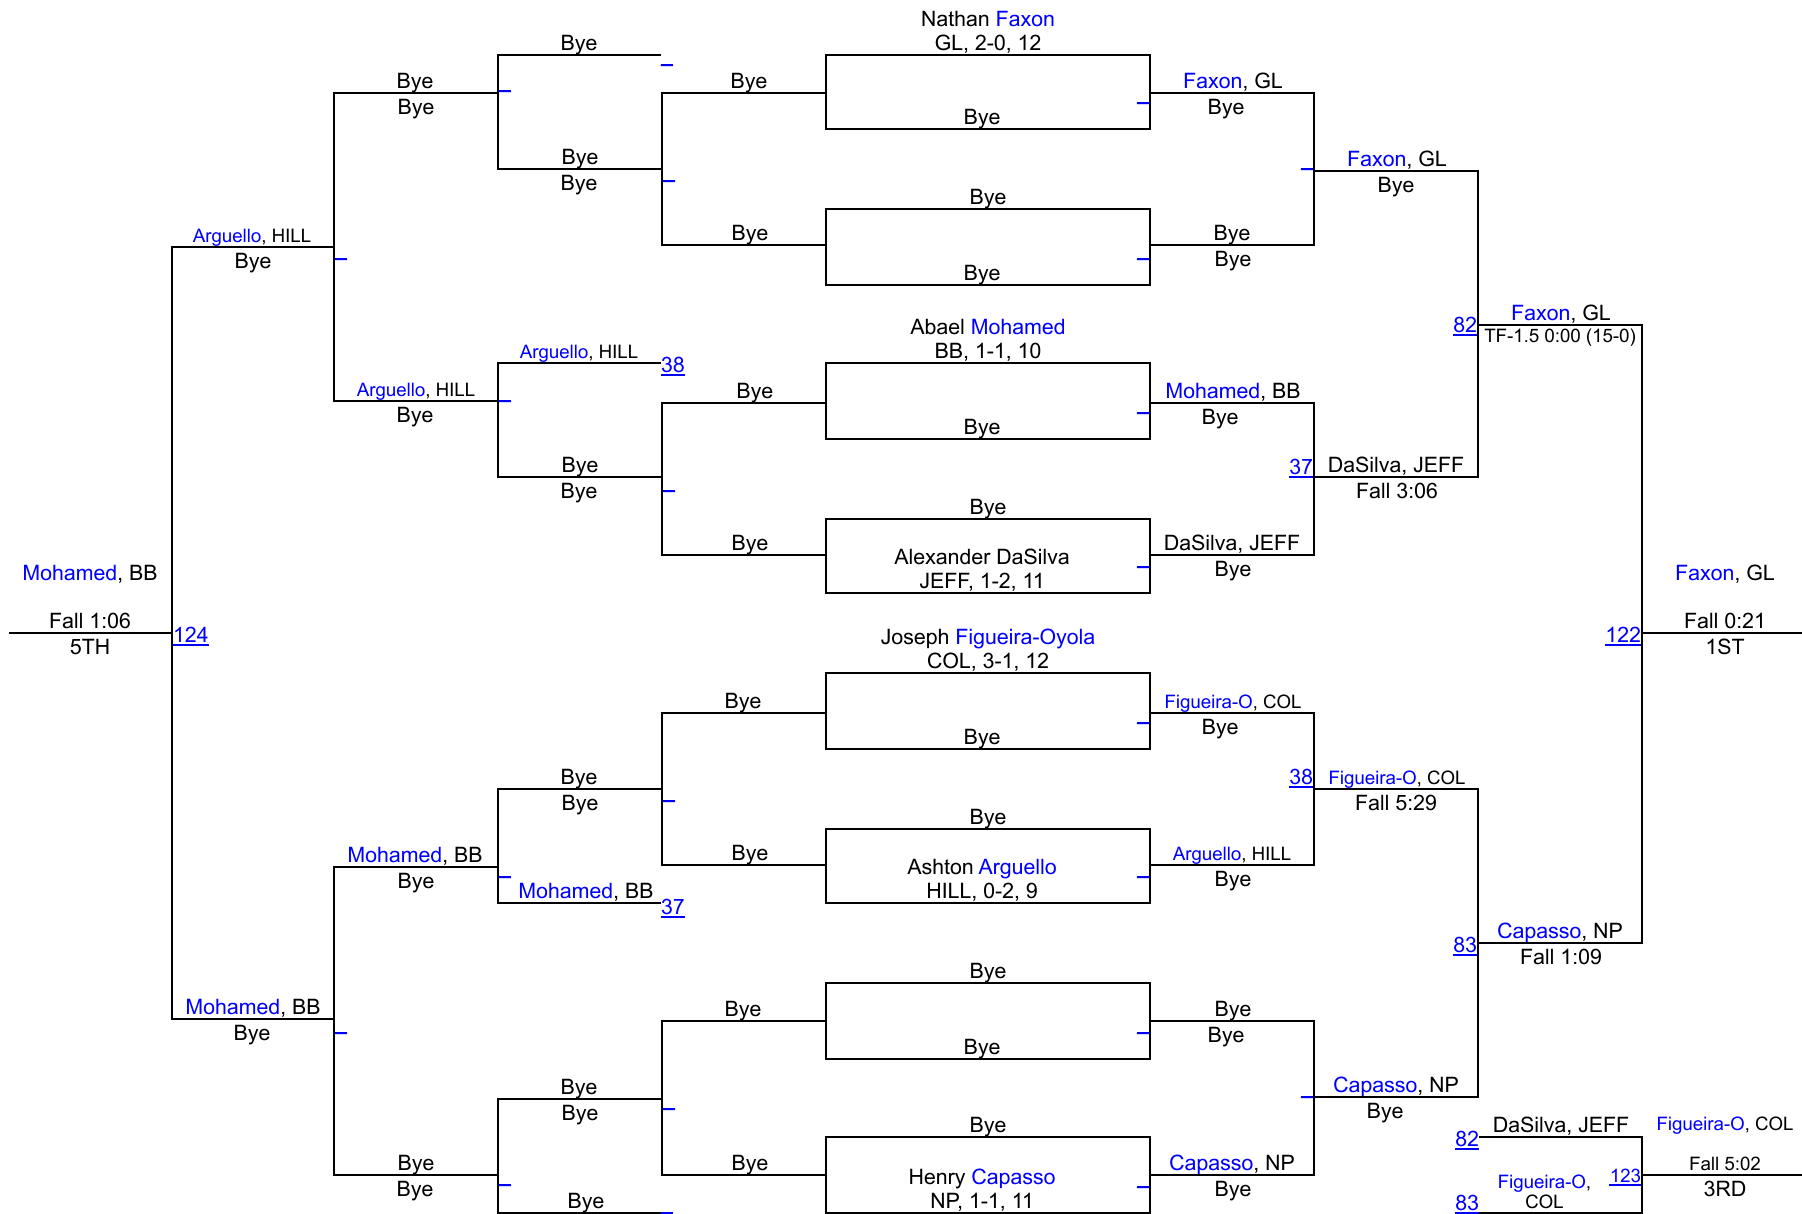 Nathan Faxon
GL, 2-0, 12
Bye
Bye
Bye
Bye
Faxon, GL
Bye
Bye
Bye
Bye
Faxon, GL
Bye
Bye
Bye
Bye
Bye
Bye
Arguello, HILL
Bye
Bye
Abael Mohamed
BB, 1-1, 10
82
Faxon, GL
TF-1.5 0:00 (15-0)
Arguello, HILL
38
Arguello, HILL
Bye
Bye
Mohamed, BB
Bye
Bye
Bye
Bye
37
DaSilva, JEFF
Fall 3:06
Bye
Bye
Alexander DaSilva
JEFF, 1-2, 11
DaSilva, JEFF
Bye
Mohamed, BB
Fall 1:06
5TH
124
Faxon, GL
Fall 0:21
1ST
122
Joseph Figueira-Oyola
COL, 3-1, 12
Bye
Figueira-O, COL
Bye
Bye
Bye
Bye
38
Figueira-O, COL
Fall 5:29
Bye
Mohamed, BB
Bye
Bye
Ashton Arguello
HILL, 0-2, 9
Arguello, HILL
Bye
Mohamed, BB
37
83
Capasso, NP
Fall 1:09
Bye
Mohamed, BB
Bye
Bye
Bye
Bye
Bye
Bye
Bye
Capasso, NP
Bye
Bye
Bye
Bye
Bye
Henry Capasso
NP, 1-1, 11
Capasso, NP
Bye
Bye
82
DaSilva, JEFF
Figueira-O, COL
Fall 5:02
3RD
123
Figueira-O,
COL
83